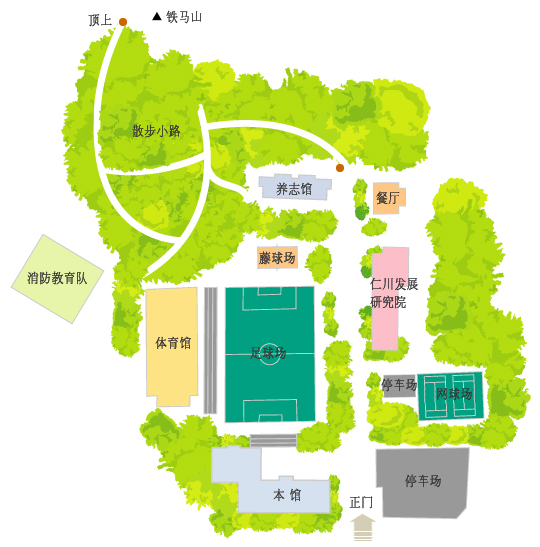 顶上
▲ 铁马山
散步小路
养志馆
餐厅
藤球场
消防教育队
仁川发展
研究院
体育馆
足球场
停车场
网球场
停车场
本 馆
正门